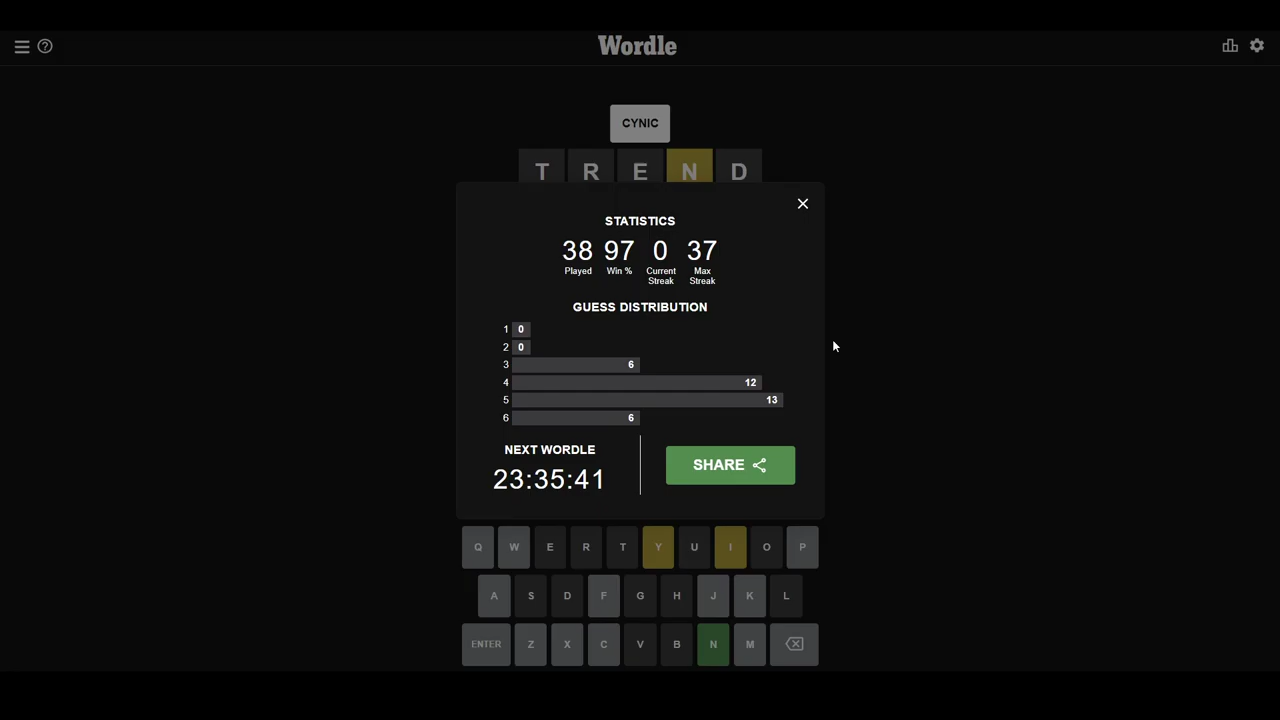 Wordle
CYNIC
T R E N D
STATISTICS
38 97 0 37
Played Win % Current Streak Max Streak
GUESS DISTRIBUTION
1 0
2 0
3 6
4 12
5 13
6 6
NEXT WORDLE
23:35:41
SHARE
Q W E R T Y U I O P
A S D F G H J K L
ENTER Z X C V B N M